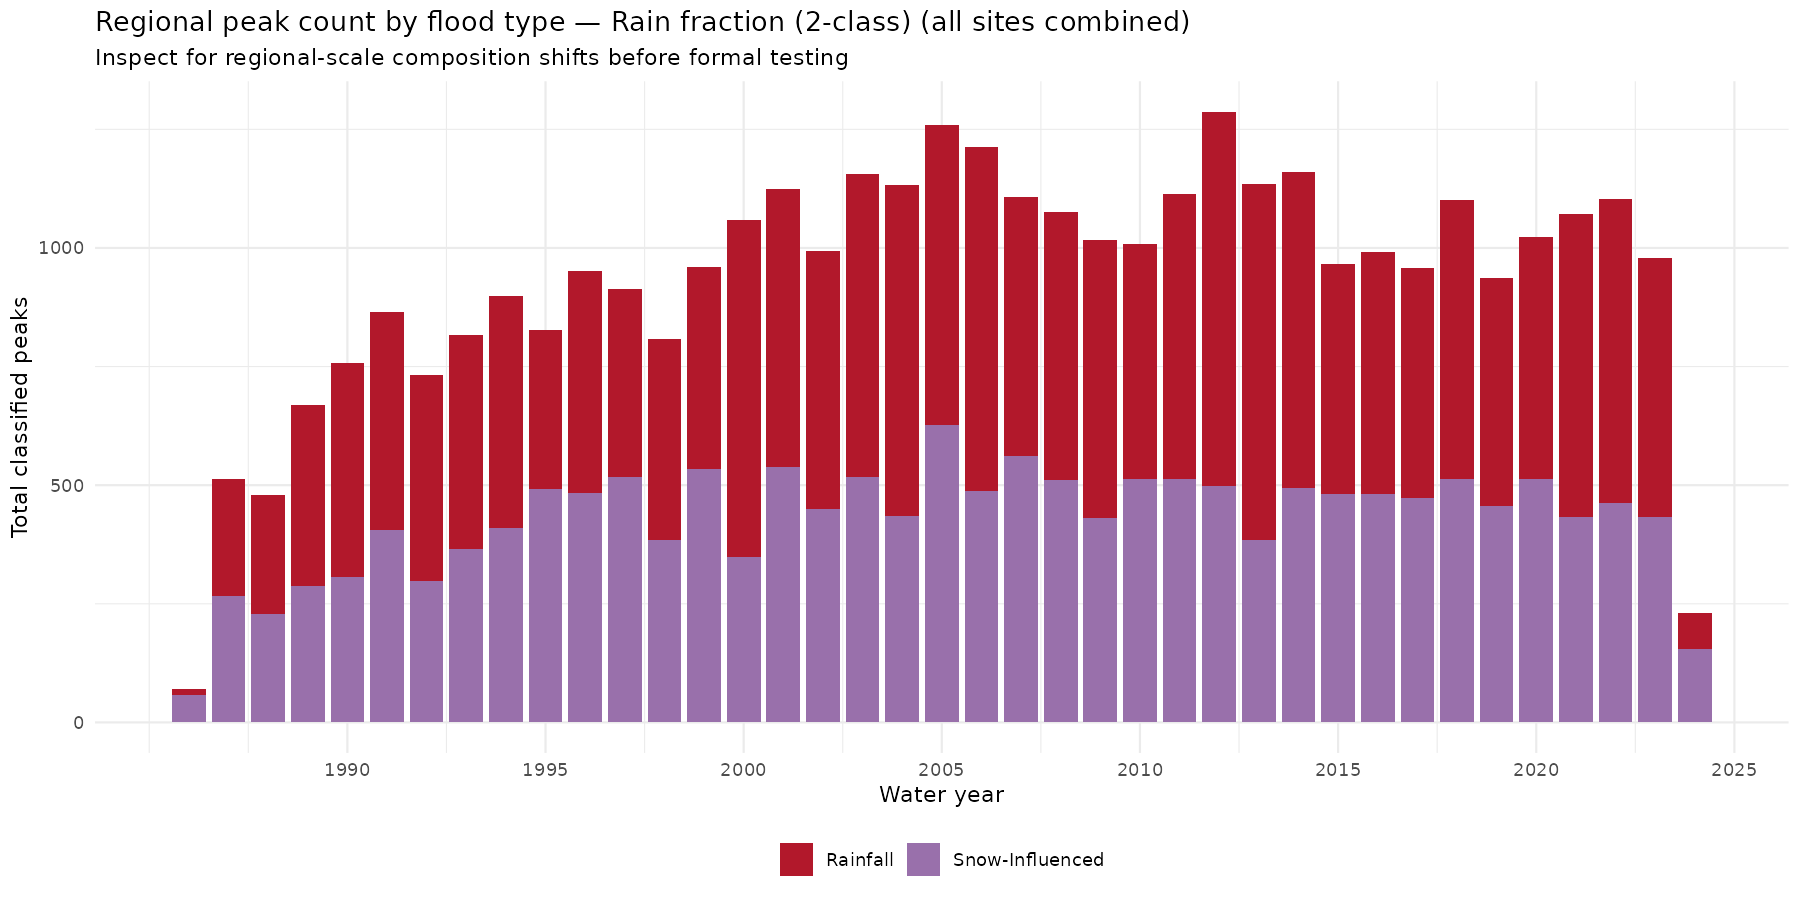 Regional peak count by flood type — Rain fraction (2-class) (all sites combined)
Inspect for regional-scale composition shifts before formal testing
Total classified peaks
1000
500
0
1990 1995 2000 2005 2010 2015 2020 2025
Water year
Rainfall Snow-Influenced